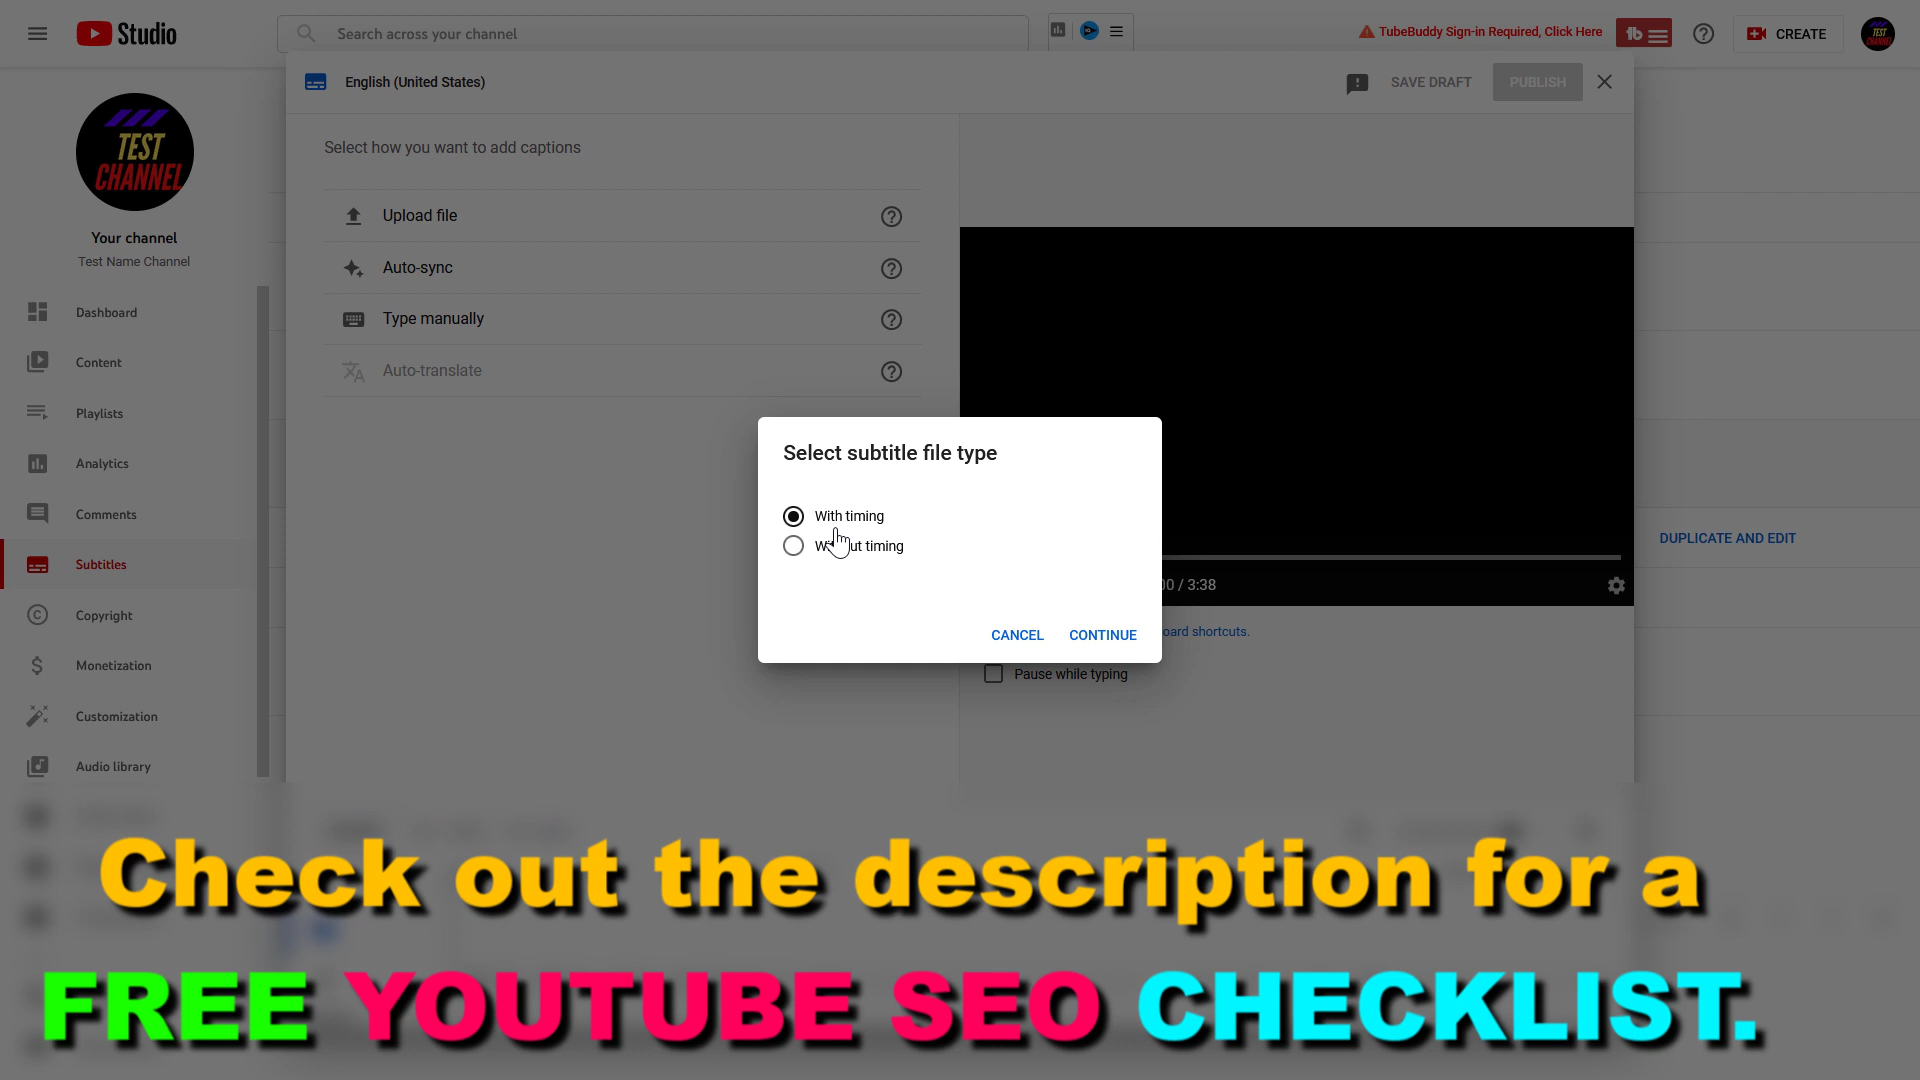 Studio
Search across your channel
TubeBuddy Sign-in Required, Click Here
tb
CREATE
TEST CHANNEL
English (United States)
SAVE DRAFT
PUBLISH
TEST
CHANNEL
Your channel
Test Name Channel
Dashboard
Content
Playlists
Analytics
Comments
Subtitles
Copyright
Monetization
Customization
Audio library
Select how you want to add captions
Upload file
Auto-sync
Type manually
Auto-translate
Select subtitle file type
With timing
ut timing
CANCEL
CONTINUE
00 / 3:38
oard shortcuts.
Pause while typing
DUPLICATE AND EDIT
Check out the description for a
FREE YOUTUBE SEO CHECKLIST.